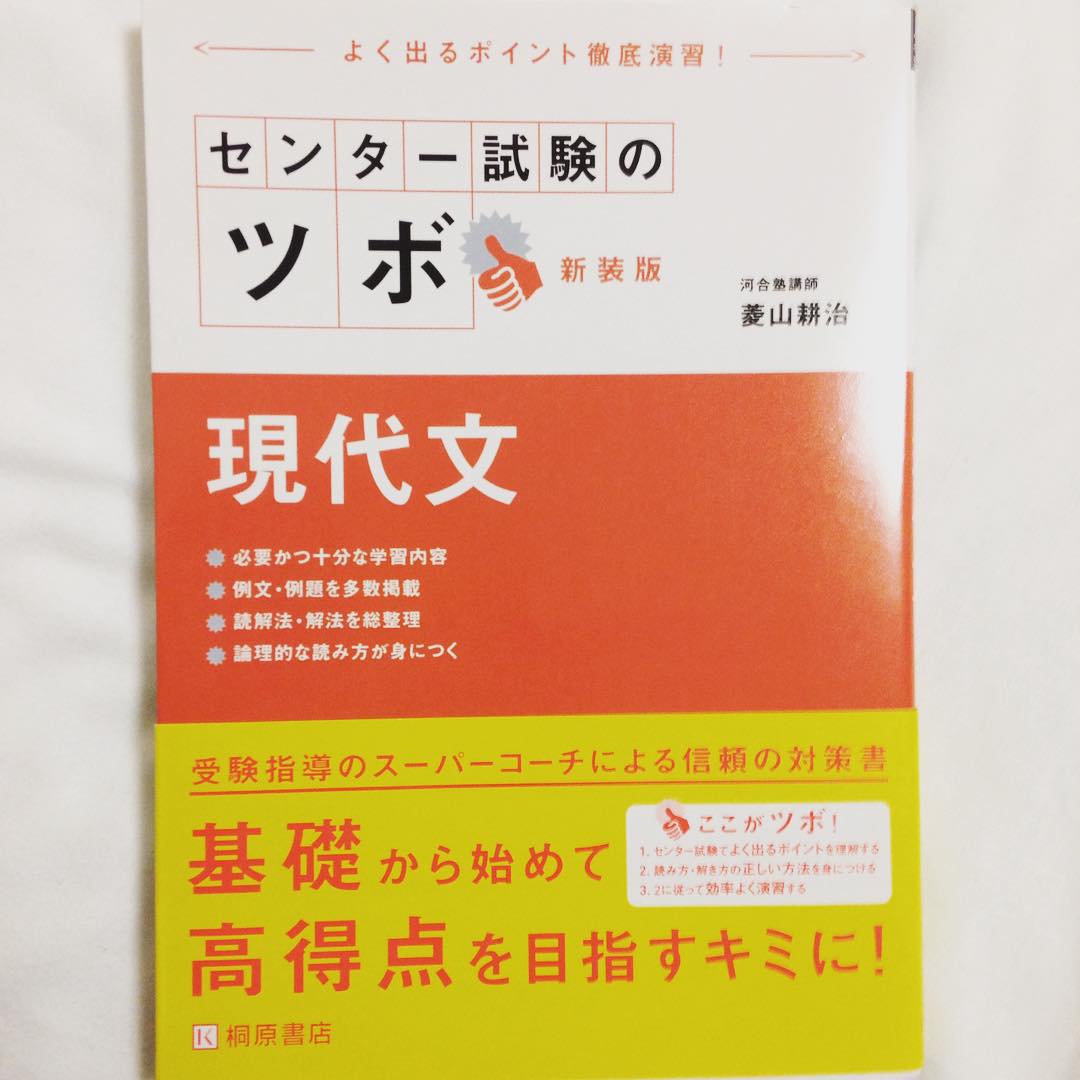 よく出るポイント徹底演習!
センター試験の
ツボ
新装版
河合塾講師
菱山耕治
現代文
必要かつ十分な学習内容
例文・例題を多数掲載
読解法・解法を総整理
論理的な読み方が身につく
受験指導のスーパーコーチによる信頼の対策書
基礎から始めて
高得点を目指すキミに!
ここがツボ!
1. センター試験でよく出るポイントを理解する
2. 読み方・解き方の正しい方法を身につける
3. 2に従って効率よく演習する
K 桐原書店